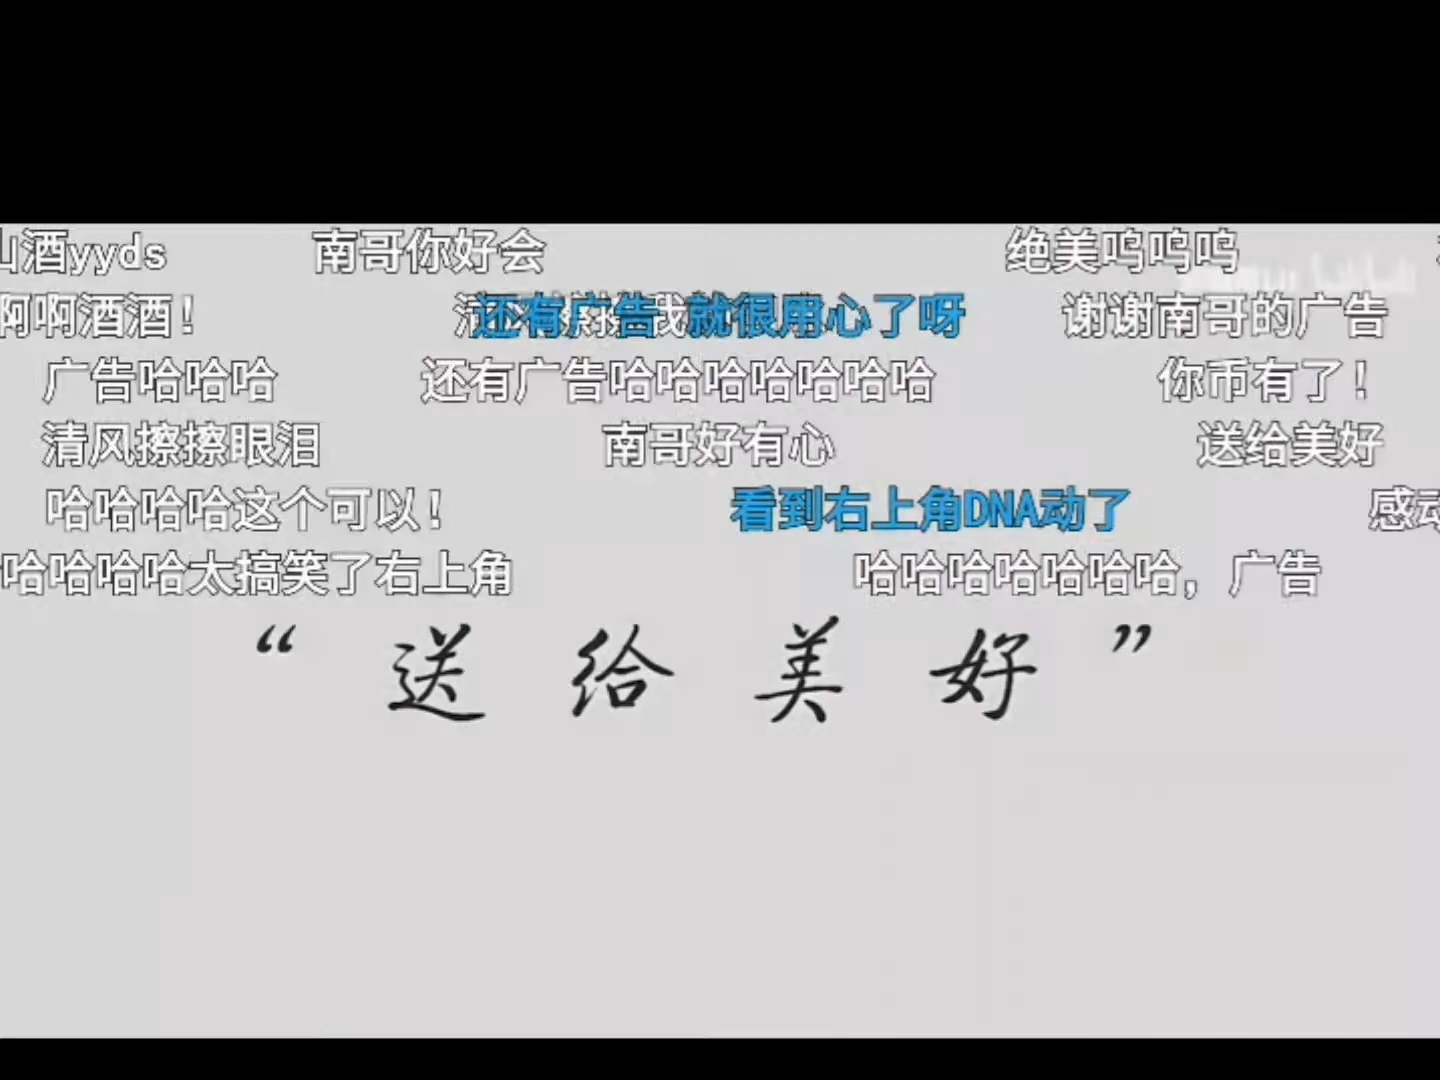 山酒yyds 南哥你好会 绝美呜呜呜
啊啊酒酒！ 还有广告 就很用心了呀 谢谢南哥的广告
广告哈哈哈 还有广告哈哈哈哈哈哈哈 你币有了！
清风擦擦眼泪 南哥好有心 送给美好
哈哈哈哈这个可以！ 看到右上角DNA动了 感动
哈哈哈哈太搞笑了右上角 哈哈哈哈哈哈哈，广告
“ 送 给 美 好 ”